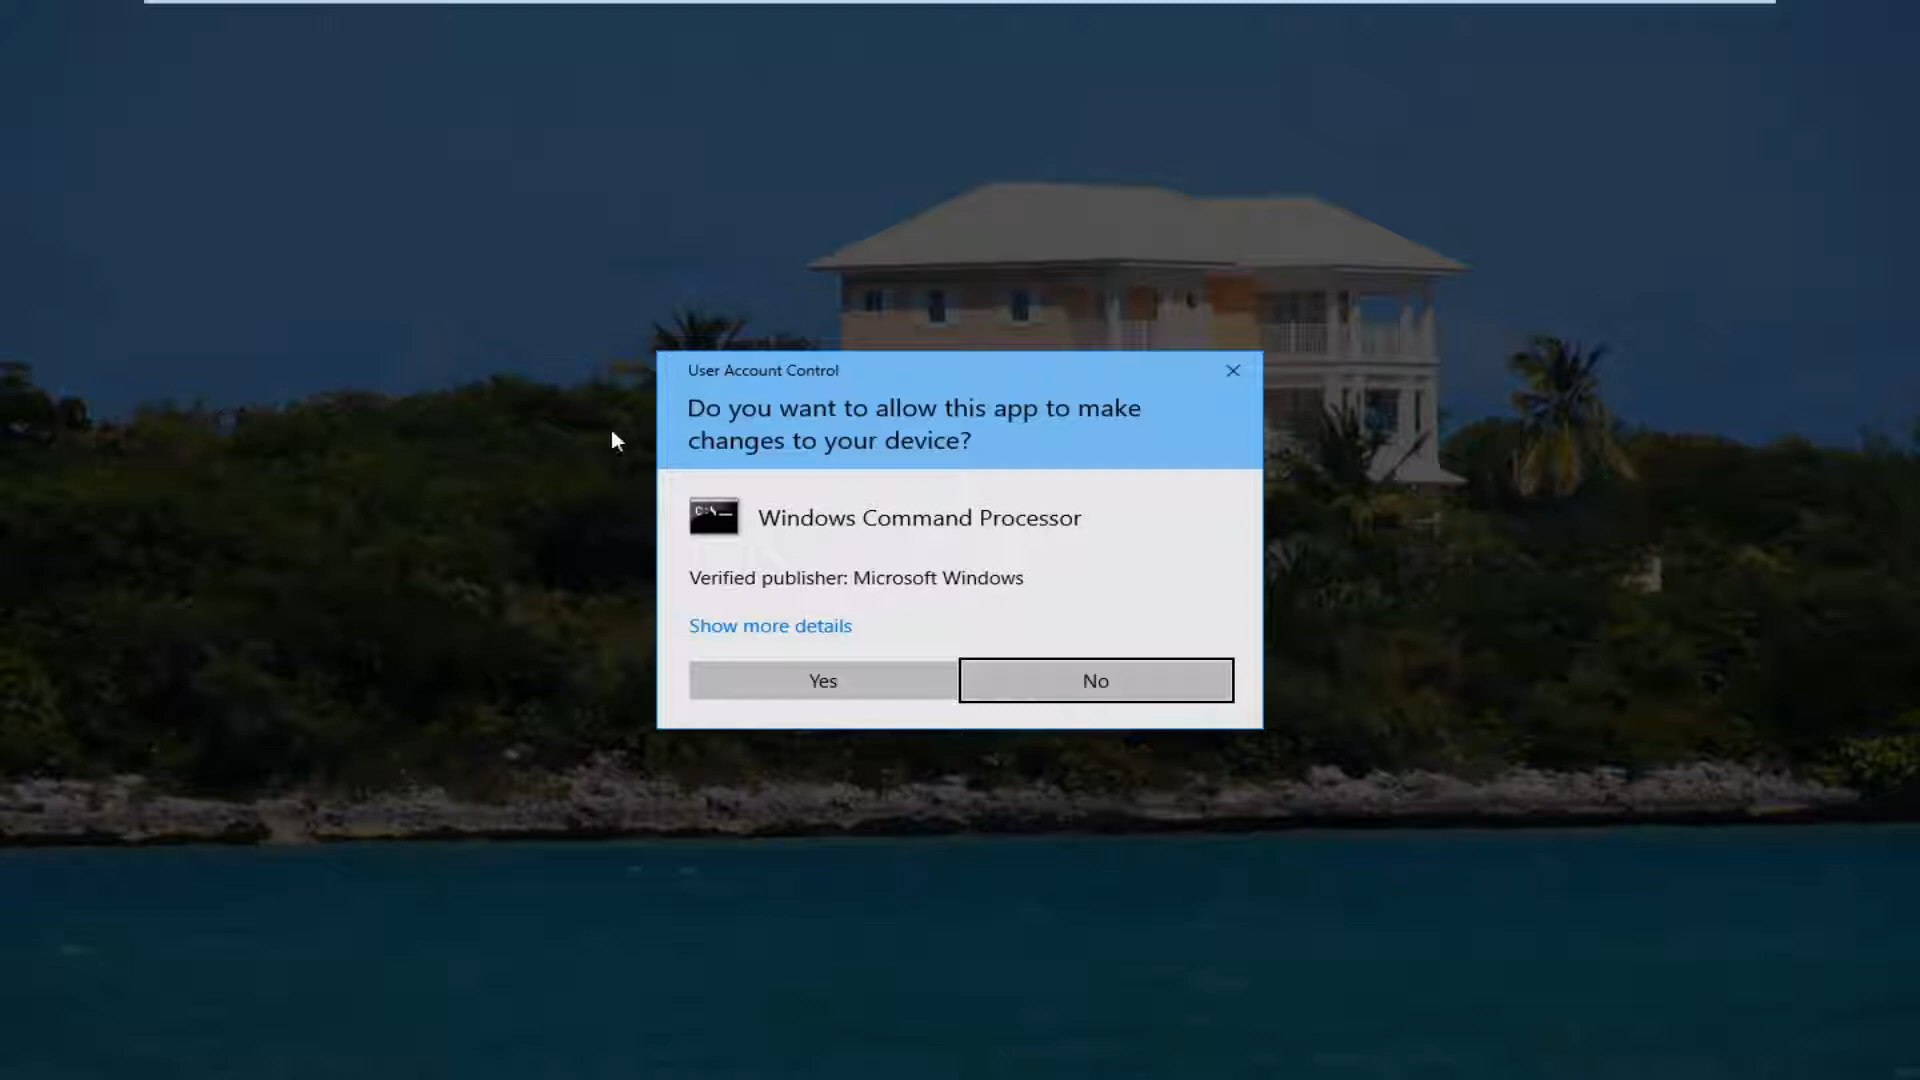 User Account Control
Do you want to allow this app to make
changes to your device?
C:\
Windows Command Processor
Verified publisher: Microsoft Windows
Show more details
Yes
No